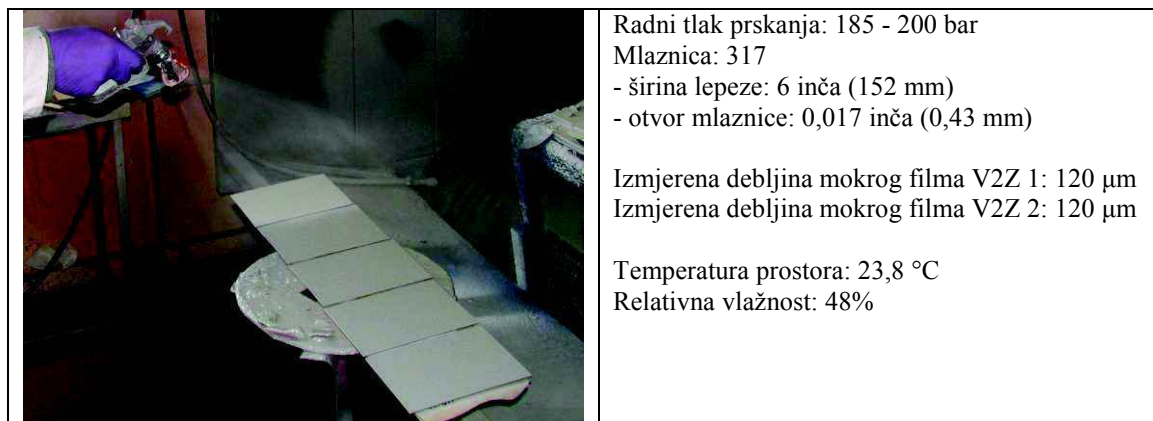 Radni tlak prskanja: 185 - 200 bar
Mlaznica: 317
- širina lepeze: 6 inča (152 mm)
- otvor mlaznice: 0,017 inča (0,43 mm)
Izmjerena debljina mokrog filma V2Z 1: 120 μm
Izmjerena debljina mokrog filma V2Z 2: 120 μm
Temperatura prostora: 23,8 °C
Relativna vlažnost: 48%